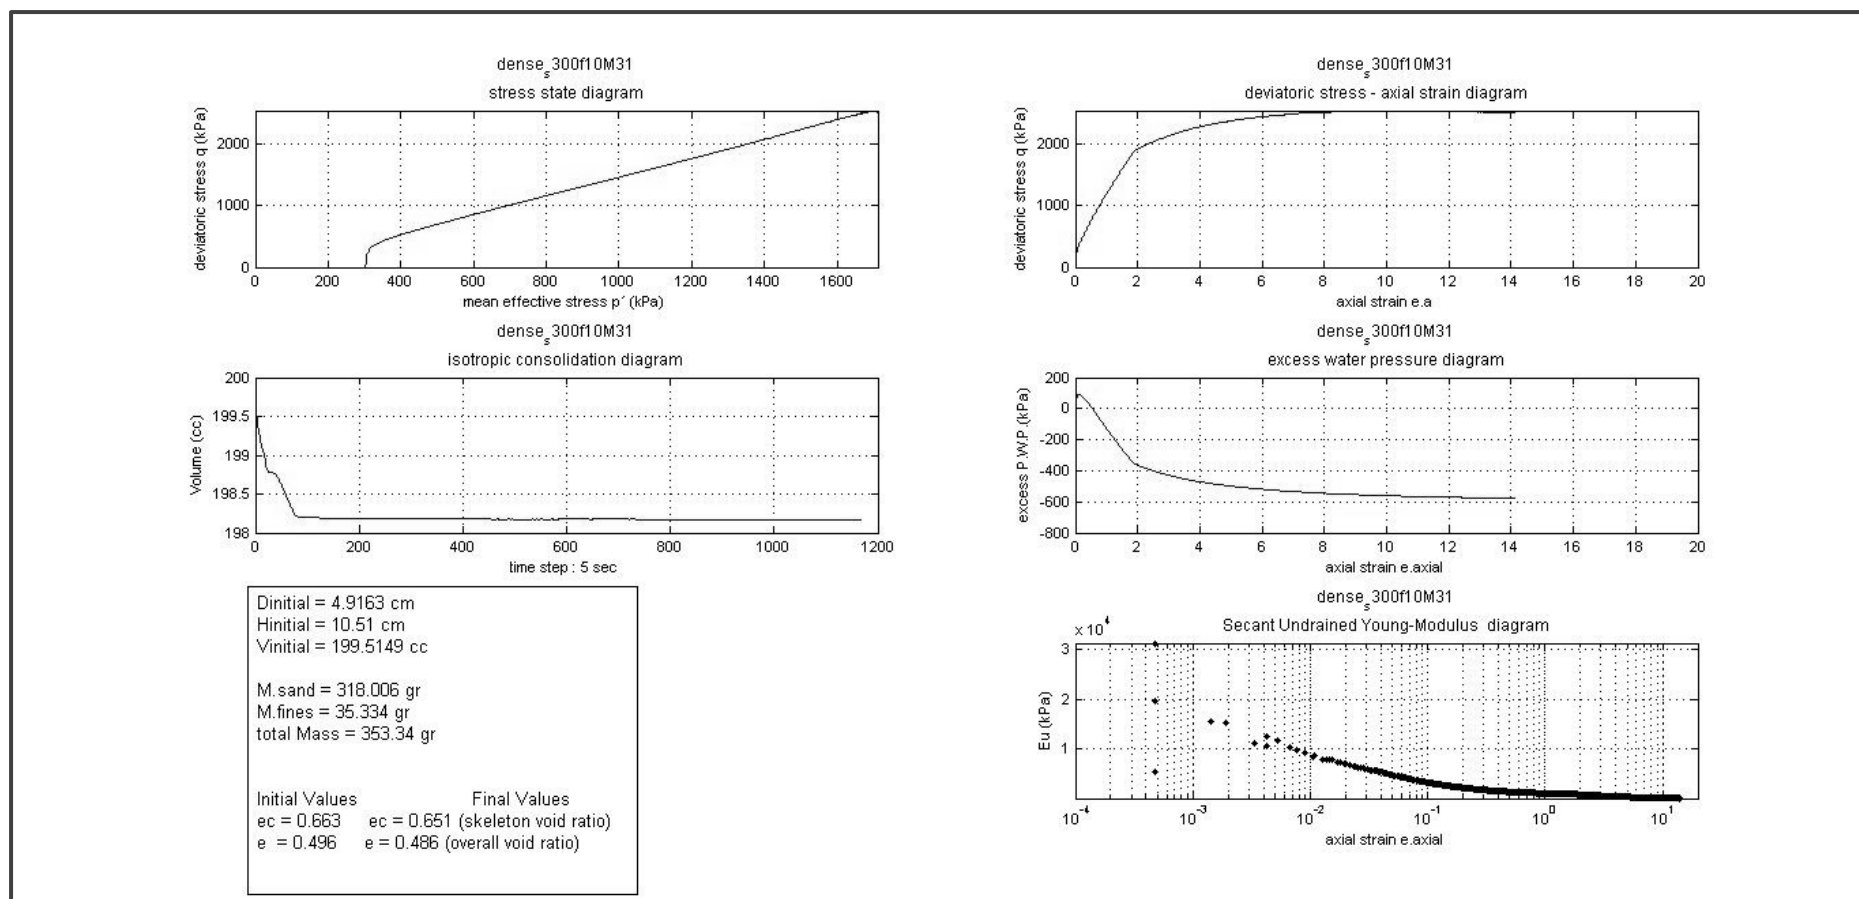 dense_s300f10M31
stress state diagram
deviatoric stress q (kPa)
2000
1000
0
0 200 400 600 800 1000 1200 1400 1600
mean effective stress p´ (kPa)
dense_s300f10M31
deviatoric stress - axial strain diagram
deviatoric stress q (kPa)
2000
1000
0
0 2 4 6 8 10 12 14 16 18 20
axial strain e.a
dense_s300f10M31
isotropic consolidation diagram
Volume (cc)
200
199.5
199
198.5
198
0 200 400 600 800 1000 1200
time step : 5 sec
dense_s300f10M31
excess water pressure diagram
excess P.W.P.(kPa)
200
0
-200
-400
-600
-800
0 2 4 6 8 10 12 14 16 18 20
axial strain e.axial
Dinitial = 4.9163 cm
Hinitial = 10.51 cm
Vinitial = 199.5149 cc
M.sand = 318.006 gr
M.fines = 35.334 gr
total Mass = 353.34 gr
Initial Values Final Values
ec = 0.663 ec = 0.651 (skeleton void ratio)
e = 0.496 e = 0.486 (overall void ratio)
dense_s300f10M31
x 10^4
Secant Undrained Young-Modulus diagram
Eu (kPa)
3
2
1
10^-4 10^-3 10^-2 10^-1 10^0 10^1
axial strain e.axial